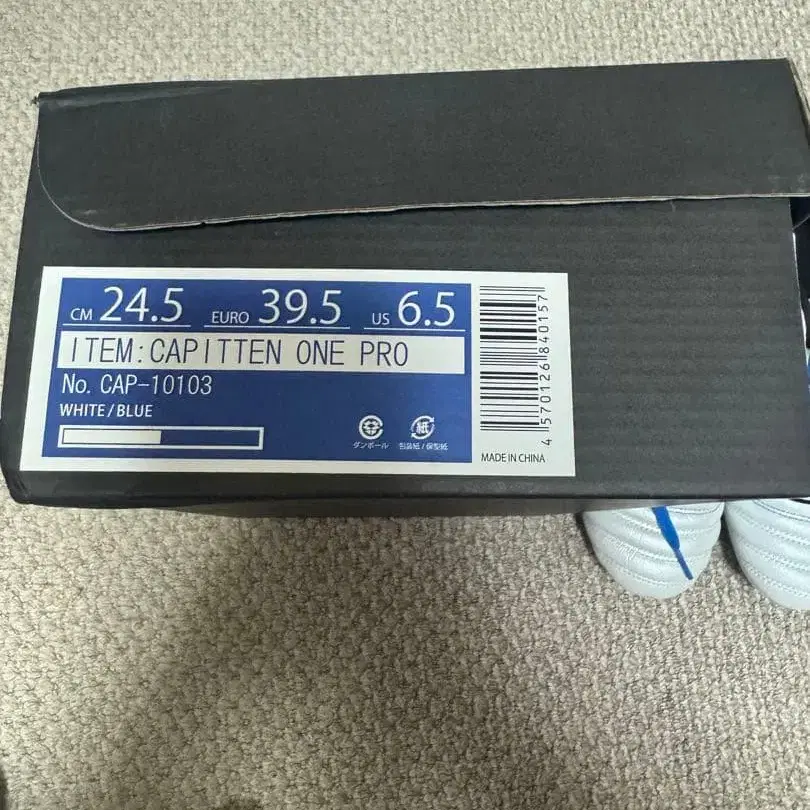 CM 24.5 EURO 39.5 US 6.5
ITEM:CAPITTEN ONE PRO
No. CAP-10103
WHITE/BLUE
紙
ダンボール 包装紙/保型紙
4570126840157
MADE IN CHINA